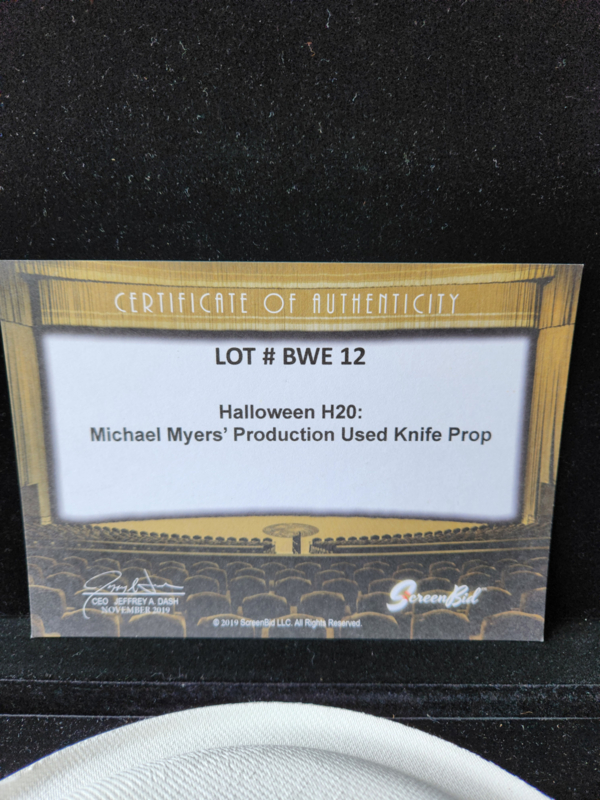 CERTIFICATE OF AUTHENTICITY
LOT # BWE 12
Halloween H20:
Michael Myers' Production Used Knife Prop
CEO JEFFREY A. DASH
NOVEMBER 2019
ScreenBid
© 2019 ScreenBid LLC. All Rights Reserved.